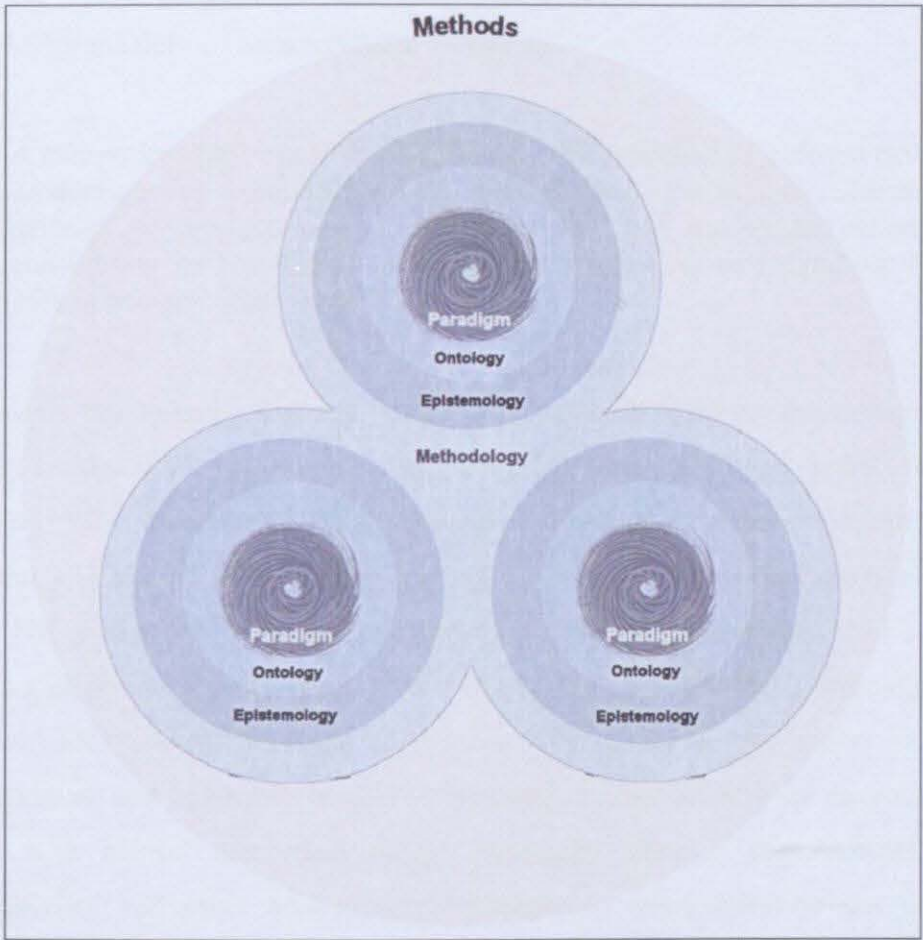 Methods
Paradigm
Ontology
Epistemology
Methodology
Paradigm
Ontology
Epistemology
Paradigm
Ontology
Epistemology